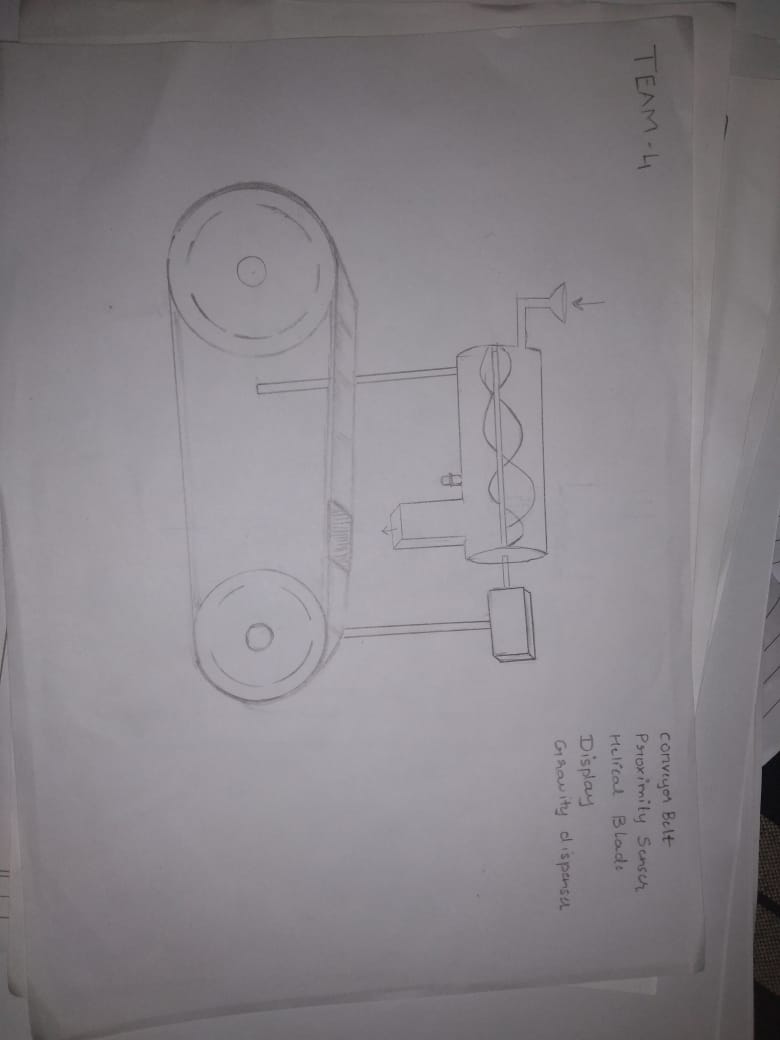 TEAM-4
Conveyor Belt
Proximity Sensor
Helical Blade
Display
Gravity dispenser